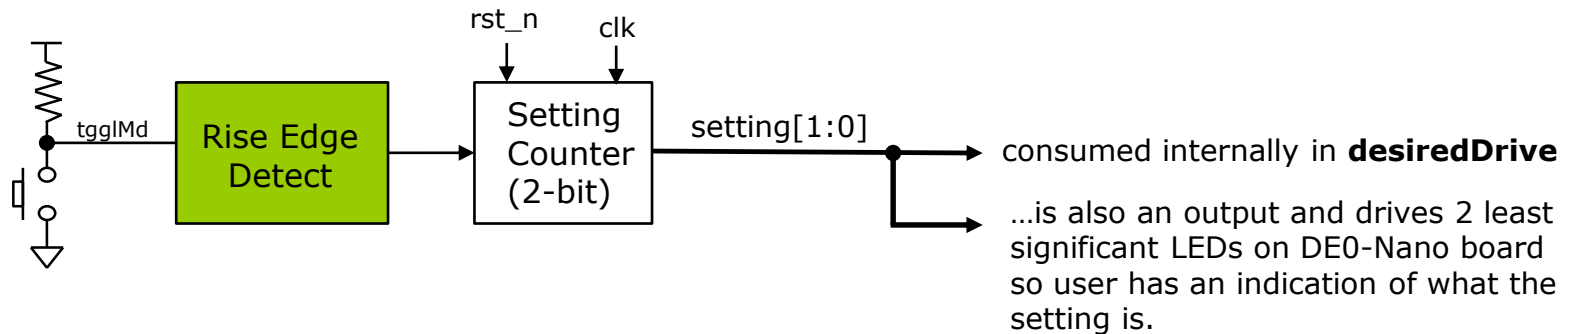 rst_n
clk
tgglMd
Rise Edge
Detect
Setting
Counter
(2-bit)
setting[1:0]
consumed internally in desiredDrive
…is also an output and drives 2 least
significant LEDs on DE0-Nano board
so user has an indication of what the
setting is.